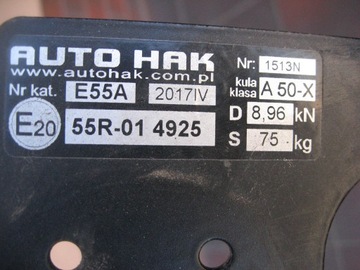 AUTO HAK
www.autohak.com.pl
Nr: 1513N
kula klasa A 50-X
Nr kat. E55A 2017IV
D 8,96 kN
E20 55R-01 4925
S 75 kg